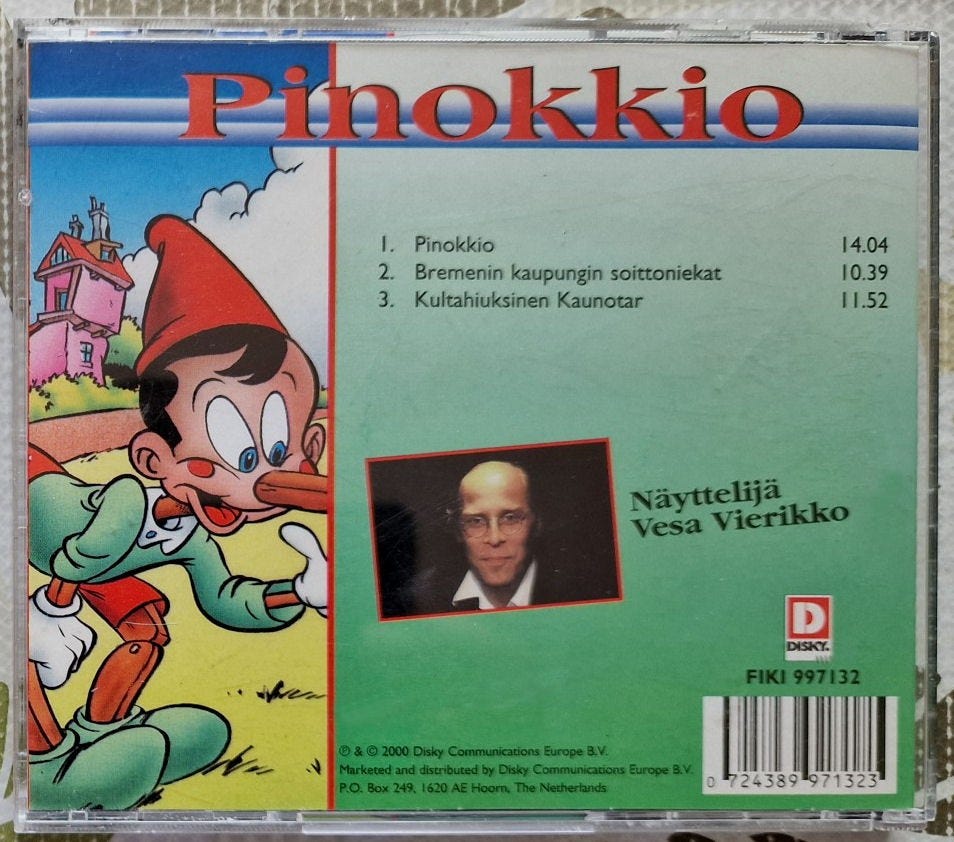 Pinokkio
1. Pinokkio 14.04
2. Bremenin kaupungin soittoniekat 10.39
3. Kultahiuksinen Kaunotar 11.52
Näyttelijä
Vesa Vierikko
D
DISKY.
FIKI 997132
℗ & © 2000 Disky Communications Europe B.V.
Marketed and distributed by Disky Communications Europe B.V.
P.O. Box 249, 1620 AE Hoorn, The Netherlands
0 724389 971323